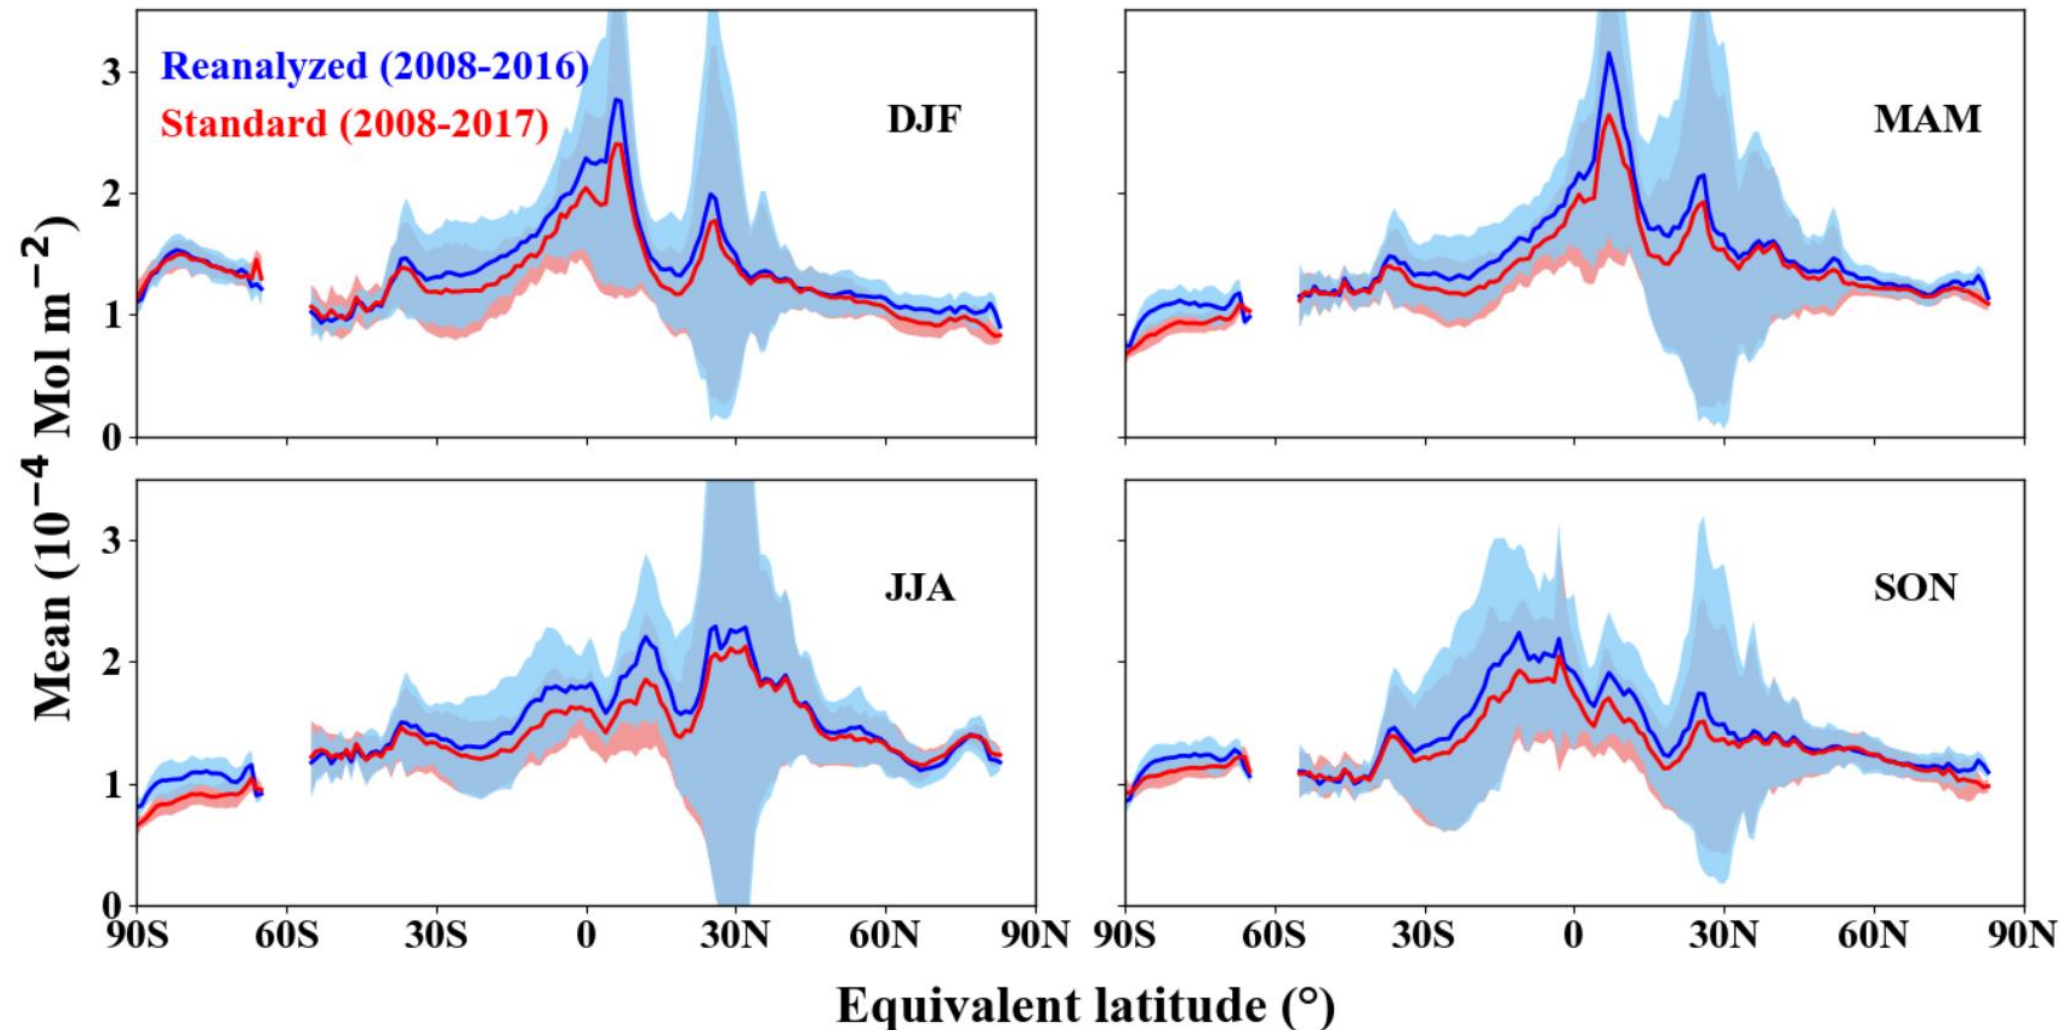 Reanalyzed (2008-2016)
Standard (2008-2017)
DJF
MAM
3
2
1
0
JJA
SON
3
2
1
0
Mean (10⁻⁴ Mol m⁻²)
90S 60S 30S 0 30N 60N 90N 90S 60S 30S 0 30N 60N 90N
Equivalent latitude (°)